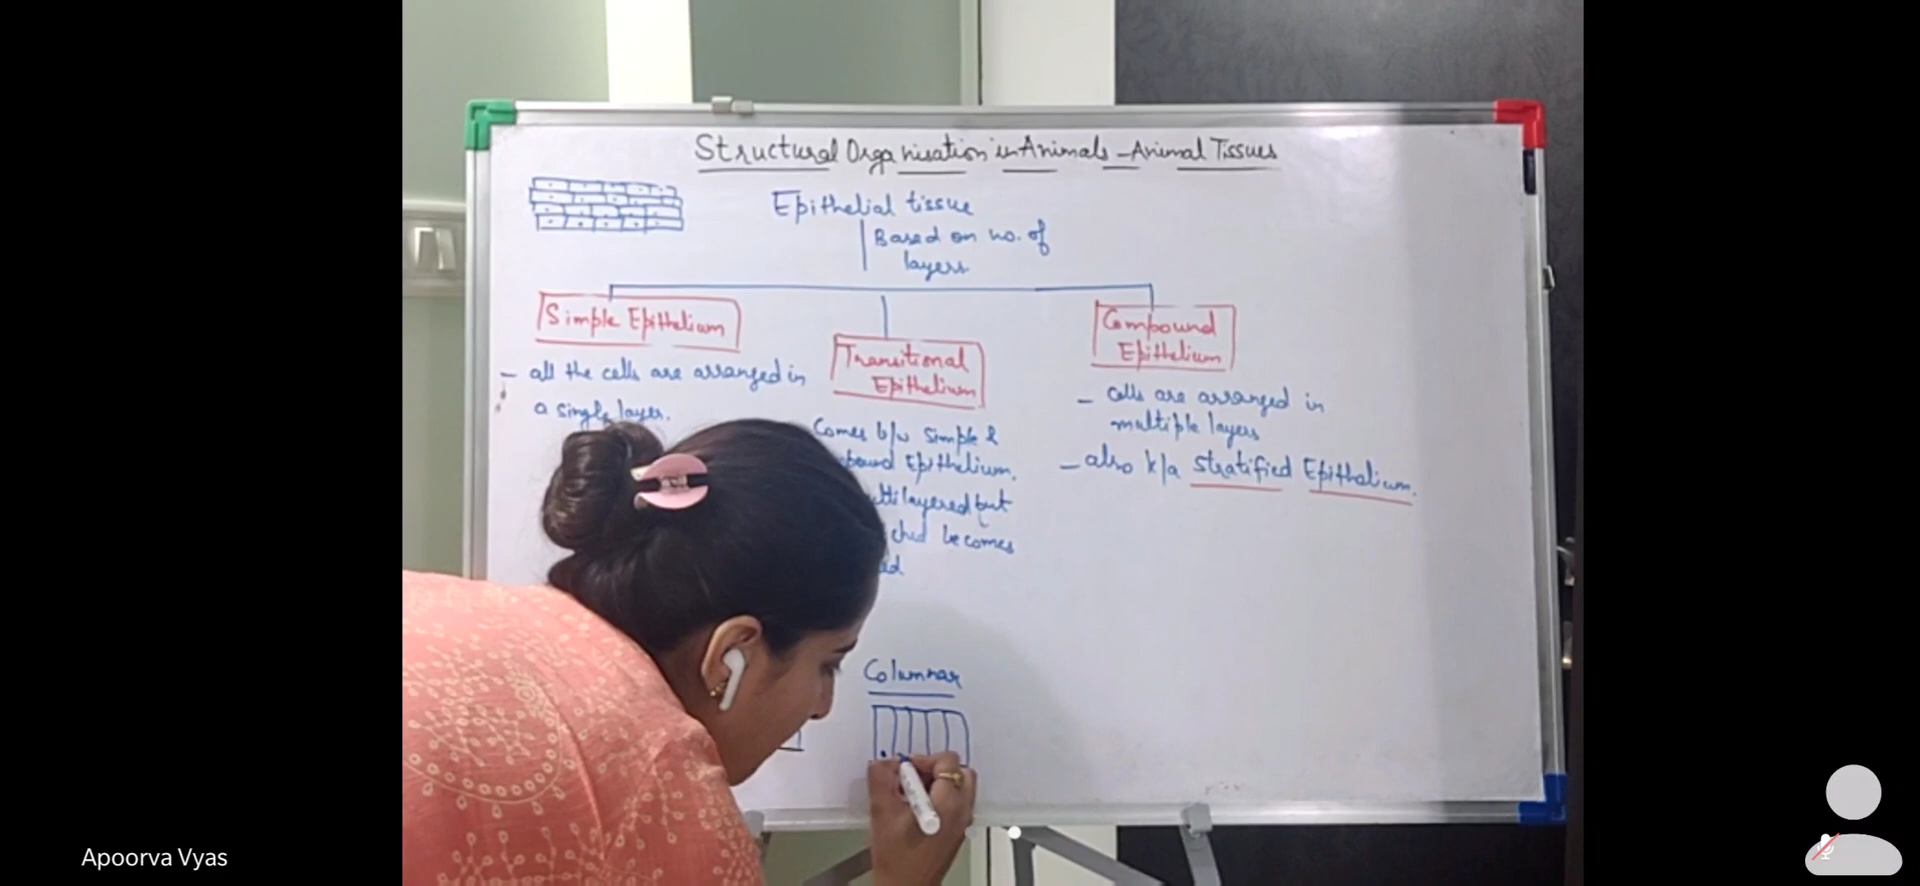 Structural Organisation in Animals - Animal Tissues
Epithelial tissue
Based on no. of
layers
Simple Epithelium
- all the cells are arranged in
a single layer.
Transitional
Epithelium
Comes b/w simple &
Epithelium.
layered but
becomes
Compound
Epithelium
- cells are arranged in
multiple layers
- also k/a stratified Epithelium.
Columnar
Apoorva Vyas